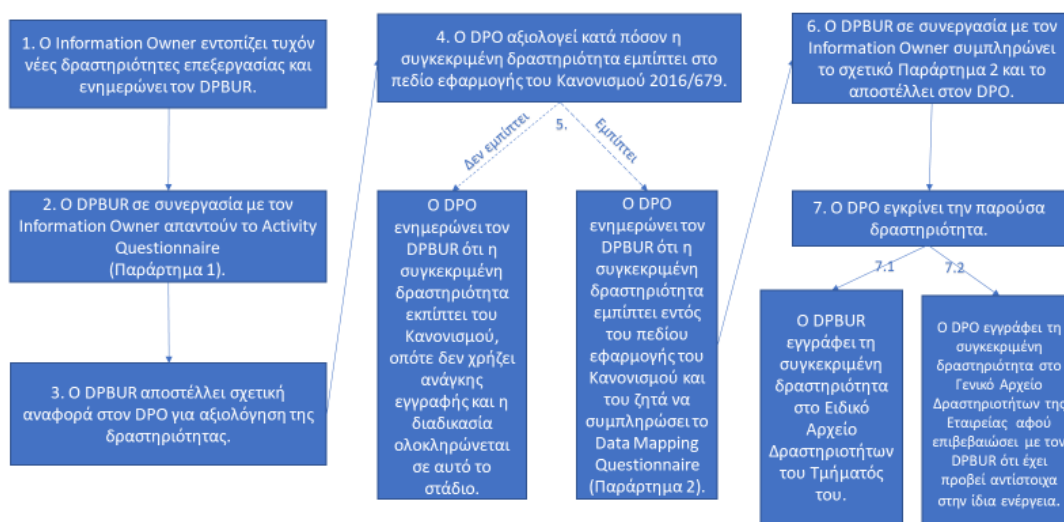 1. Ο Information Owner εντοπίζει τυχόν
νέες δραστηριότητες επεξεργασίας και
ενημερώνει τον DPBUR.
2. Ο DPBUR σε συνεργασία με τον
Information Owner απαντούν το Activity
Questionnaire
(Παράρτημα 1).
3. Ο DPBUR αποστέλλει σχετική
αναφορά στον DPO για αξιολόγηση της
δραστηριότητας.
4. Ο DPO αξιολογεί κατά πόσον η
συγκεκριμένη δραστηριότητα εμπίπτει στο
πεδίο εφαρμογής του Κανονισμού 2016/679.
5.
Δεν εμπίπτει
Εμπίπτει
Ο DPO
ενημερώνει τον
DPBUR ότι η
συγκεκριμένη
δραστηριότητα
εκπίπτει του
Κανονισμού,
οπότε δεν χρήζει
ανάγκης
εγγραφής και η
διαδικασία
ολοκληρώνεται
σε αυτό το
στάδιο.
Ο DPO
ενημερώνει τον
DPBUR ότι η
συγκεκριμένη
δραστηριότητα
εμπίπτει εντός
του πεδίου
εφαρμογής του
Κανονισμού και
του ζητά να
συμπληρώσει το
Data Mapping
Questionnaire
(Παράρτημα 2).
6. Ο DPBUR σε συνεργασία με τον
Information Owner συμπληρώνει
το σχετικό Παράρτημα 2 και το
αποστέλλει στον DPO.
7. Ο DPO εγκρίνει την παρούσα
δραστηριότητα.
7.1
7.2
Ο DPBUR
εγγράφει τη
συγκεκριμένη
δραστηριότητα
στο Ειδικό
Αρχείο
Δραστηριοτήτων
του Τμήματός
του.
Ο DPO εγγράφει τη
συγκεκριμένη
δραστηριότητα στο
Γενικό Αρχείο
Δραστηριοτήτων της
Εταιρείας αφού
επιβεβαιώσει με τον
DPBUR ότι έχει
προβεί αντίστοιχα
στην ίδια ενέργεια.